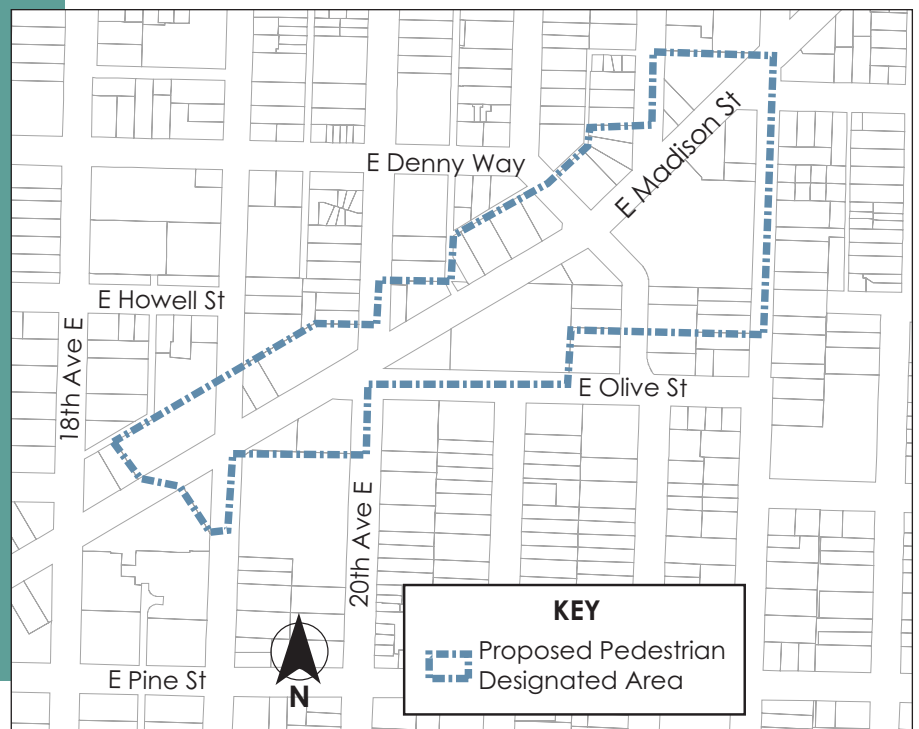 E Madison St
E Denny Way
E Howell St
18th Ave E
E Olive St
20th Ave E
E Pine St
N
KEY
Proposed Pedestrian
Designated Area